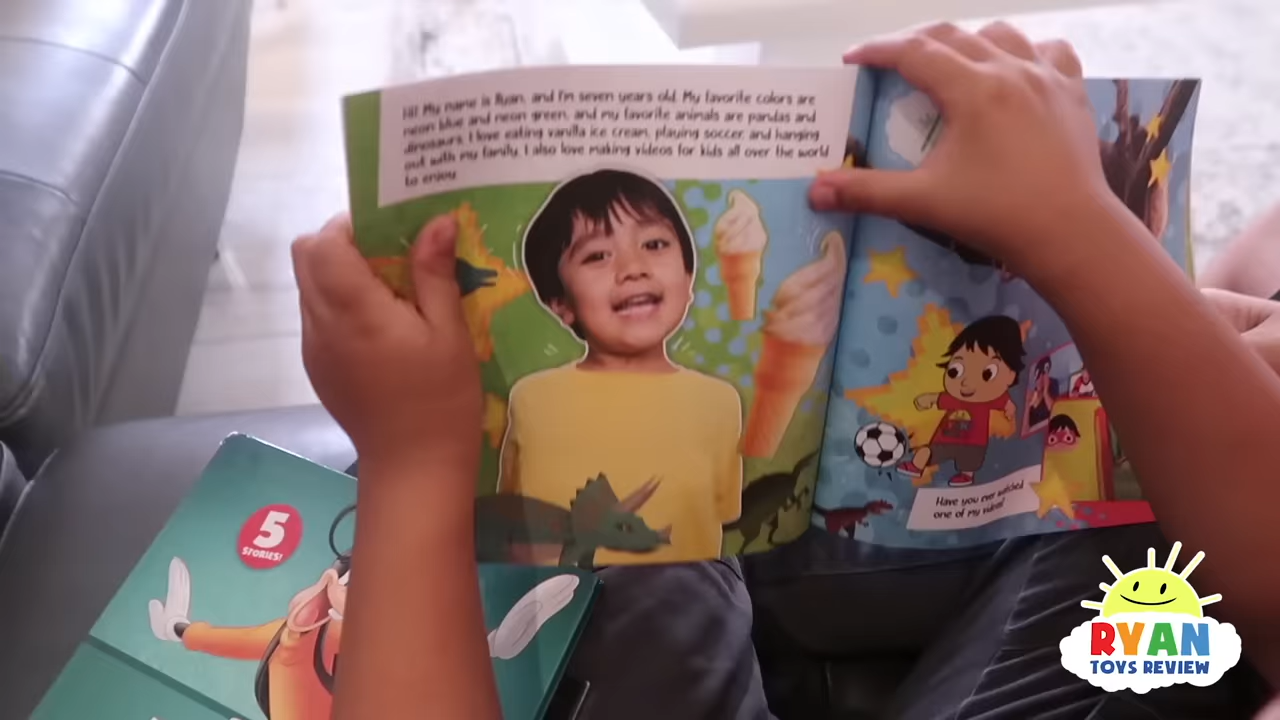 Hi! My name is Ryan, and I'm seven years old. My favorite colors are
neon blue and neon green, and my favorite animals are pandas and
dinosaurs. I love eating vanilla ice cream, playing soccer, and hanging
out with my family. I also love making videos for kids all over the world
to enjoy.
Have you ever watched
one of my videos?
5
STORIES!
RYAN
TOYS REVIEW